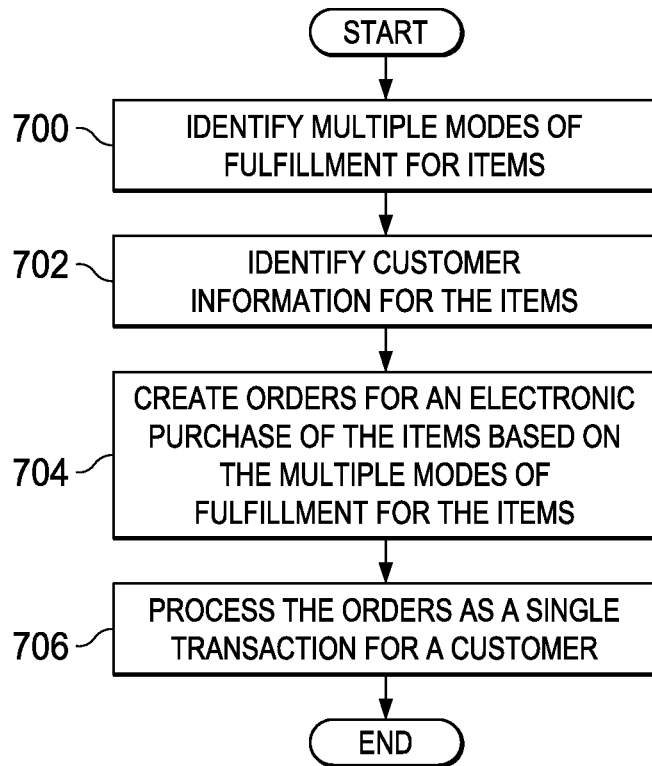 START
700
IDENTIFY MULTIPLE MODES OF
FULFILLMENT FOR ITEMS
702
IDENTIFY CUSTOMER
INFORMATION FOR THE ITEMS
704
CREATE ORDERS FOR AN ELECTRONIC
PURCHASE OF THE ITEMS BASED ON
THE MULTIPLE MODES OF
FULFILLMENT FOR THE ITEMS
706
PROCESS THE ORDERS AS A SINGLE
TRANSACTION FOR A CUSTOMER
END